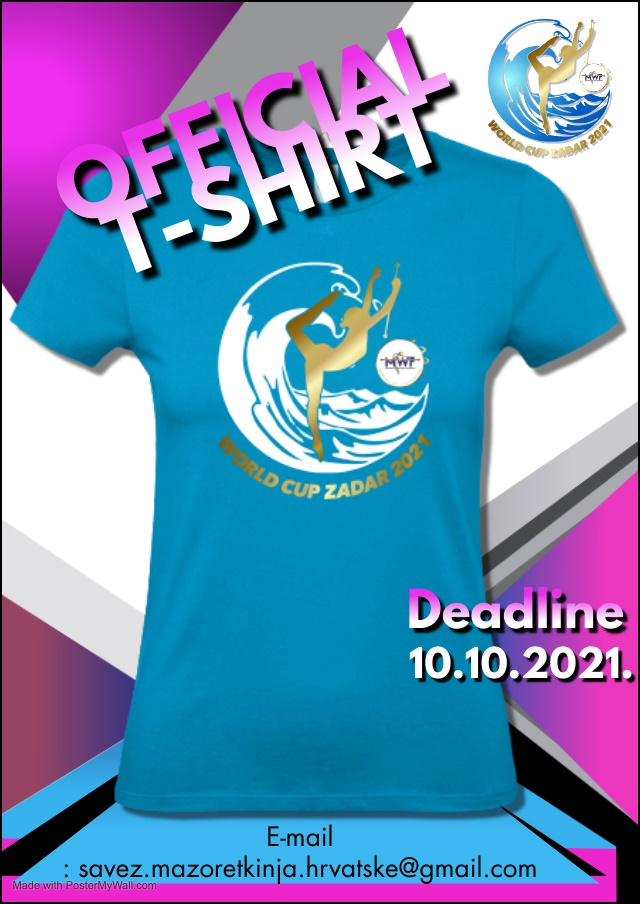 MWF
WORLD CUP ZADAR 2021
OFFICIAL
T-SHIRT
MWF
WORLD CUP ZADAR 2021
Deadline
10.10.2021.
E-mail
: savez.mazoretkinja.hrvatske@gmail.com
Made with PosterMyWall.com